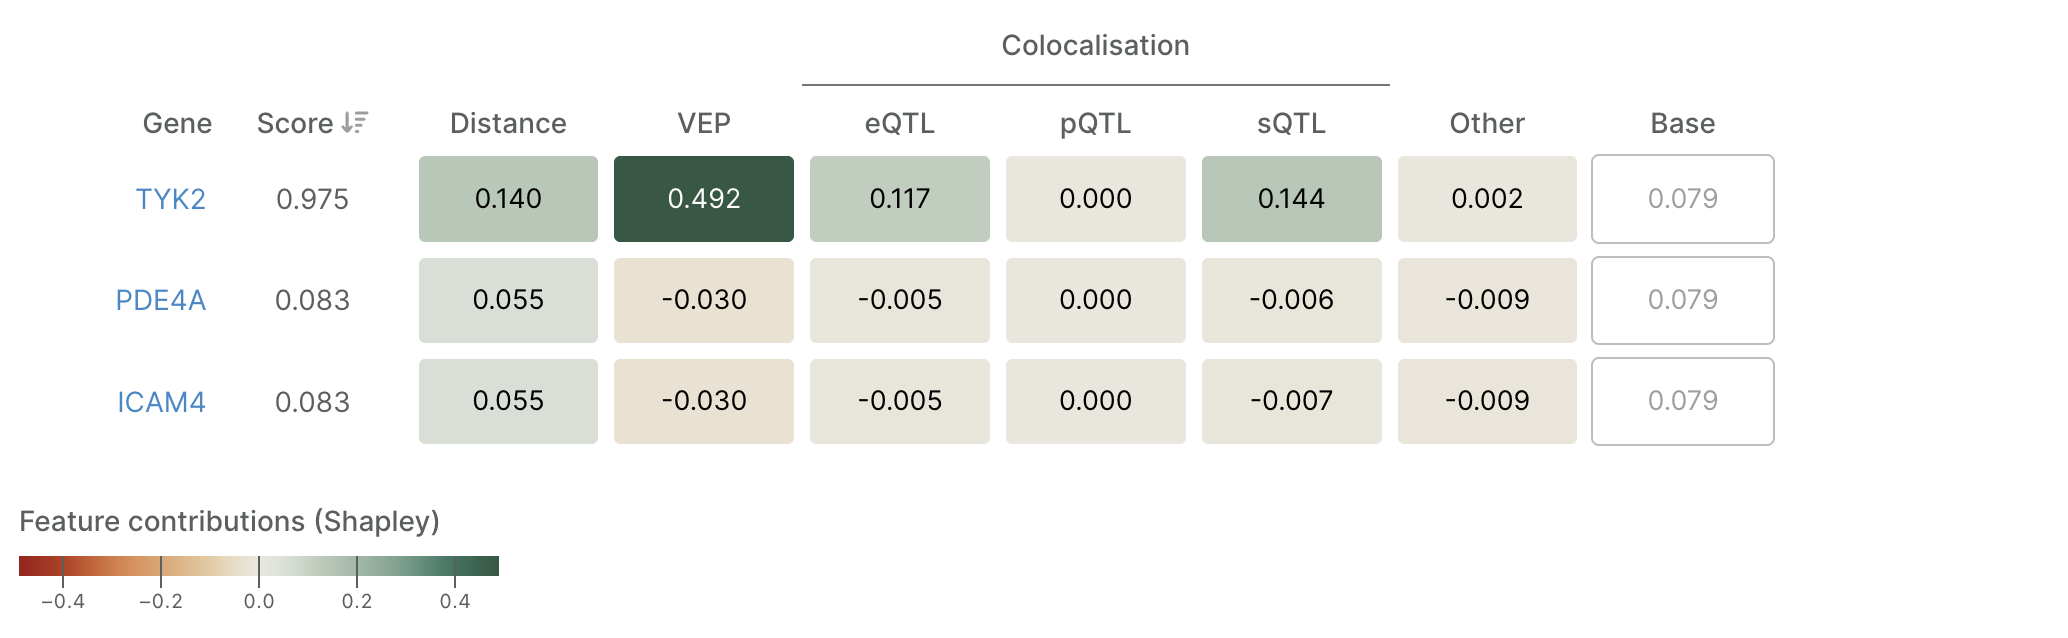 Colocalisation
Gene Score Distance VEP eQTL pQTL sQTL Other Base
TYK2 0.975 0.140 0.492 0.117 0.000 0.144 0.002 0.079
PDE4A 0.083 0.055 -0.030 -0.005 0.000 -0.006 -0.009 0.079
ICAM4 0.083 0.055 -0.030 -0.005 0.000 -0.007 -0.009 0.079
Feature contributions (Shapley)
−0.4 −0.2 0.0 0.2 0.4